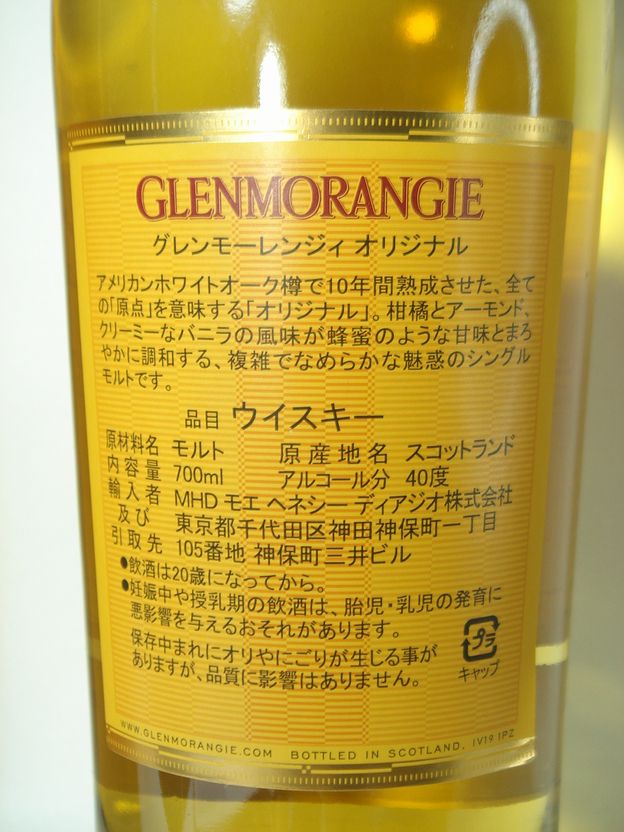 GLENMORANGIE
グレンモーレンジィ オリジナル
アメリカンホワイトオーク樽で10年間熟成させた、全て
の「原点」を意味する「オリジナル」。柑橘とアーモンド、
クリーミーなバニラの風味が蜂蜜のような甘味とまろ
やかに調和する、複雑でなめらかな魅惑のシングル
モルトです。
品目 ウイスキー
原材料名 モルト 原産地名 スコットランド
内容量 700ml アルコール分 40度
輸入者 MHD モエ ヘネシー ディアジオ株式会社
及び 東京都千代田区神田神保町一丁目
引取先 105番地 神保町三井ビル
●飲酒は20歳になってから。
●妊娠中や授乳期の飲酒は、胎児・乳児の発育に
悪影響を与えるおそれがあります。
保存中まれにオリやにごりが生じる事が
ありますが、品質に影響はありません。
プラ
キャップ
WWW.GLENMORANGIE.COM BOTTLED IN SCOTLAND. IV19 1PZ